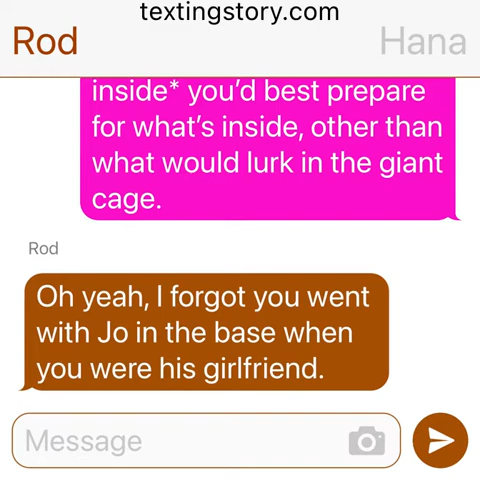 textingstory.com
Rod
Hana
inside* you’d best prepare
for what’s inside, other than
what would lurk in the giant
cage.
Rod
Oh yeah, I forgot you went
with Jo in the base when
you were his girlfriend.
Message